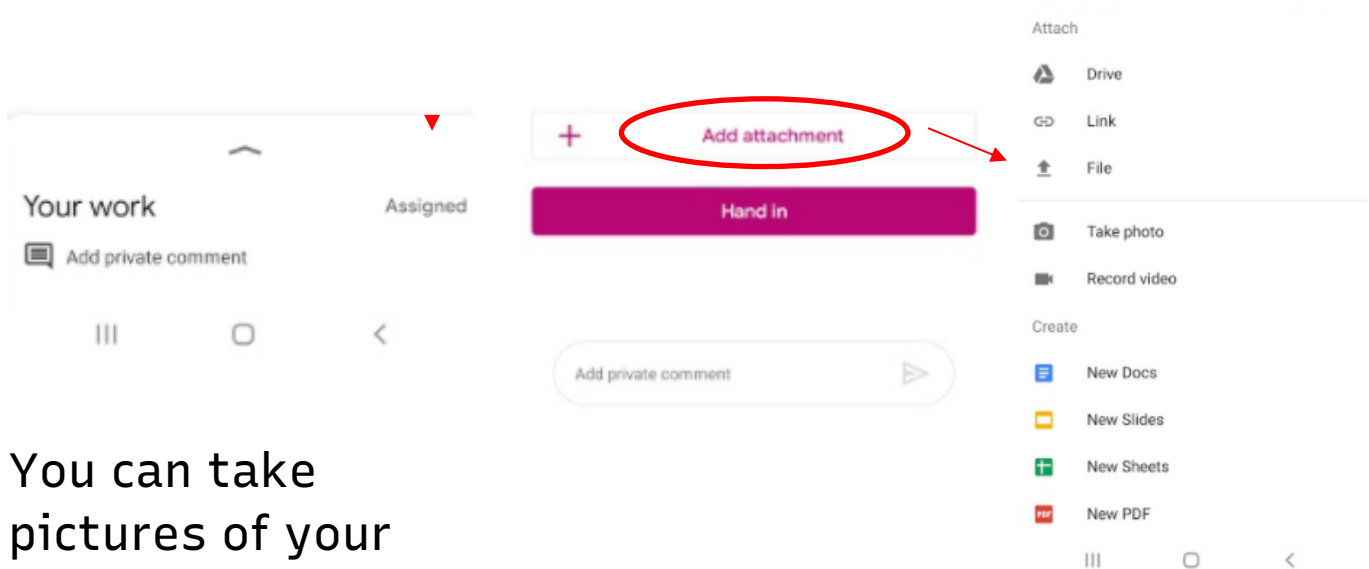 Your work Assigned
Add private comment
You can take
pictures of your
Add attachment
Hand in
Add private comment
Attach
Drive
Link
File
Take photo
Record video
Create
New Docs
New Slides
New Sheets
PDF New PDF